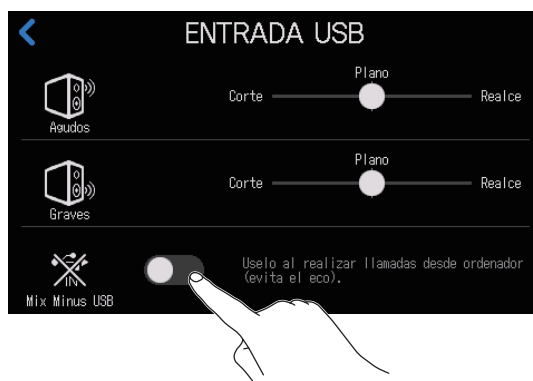 ENTRADA USB
Plano
Corte
Realce
Agudos
Plano
Corte
Realce
Graves
IN
Uselo al realizar llamadas desde ordenador
(evita el eco).
Mix Minus USB